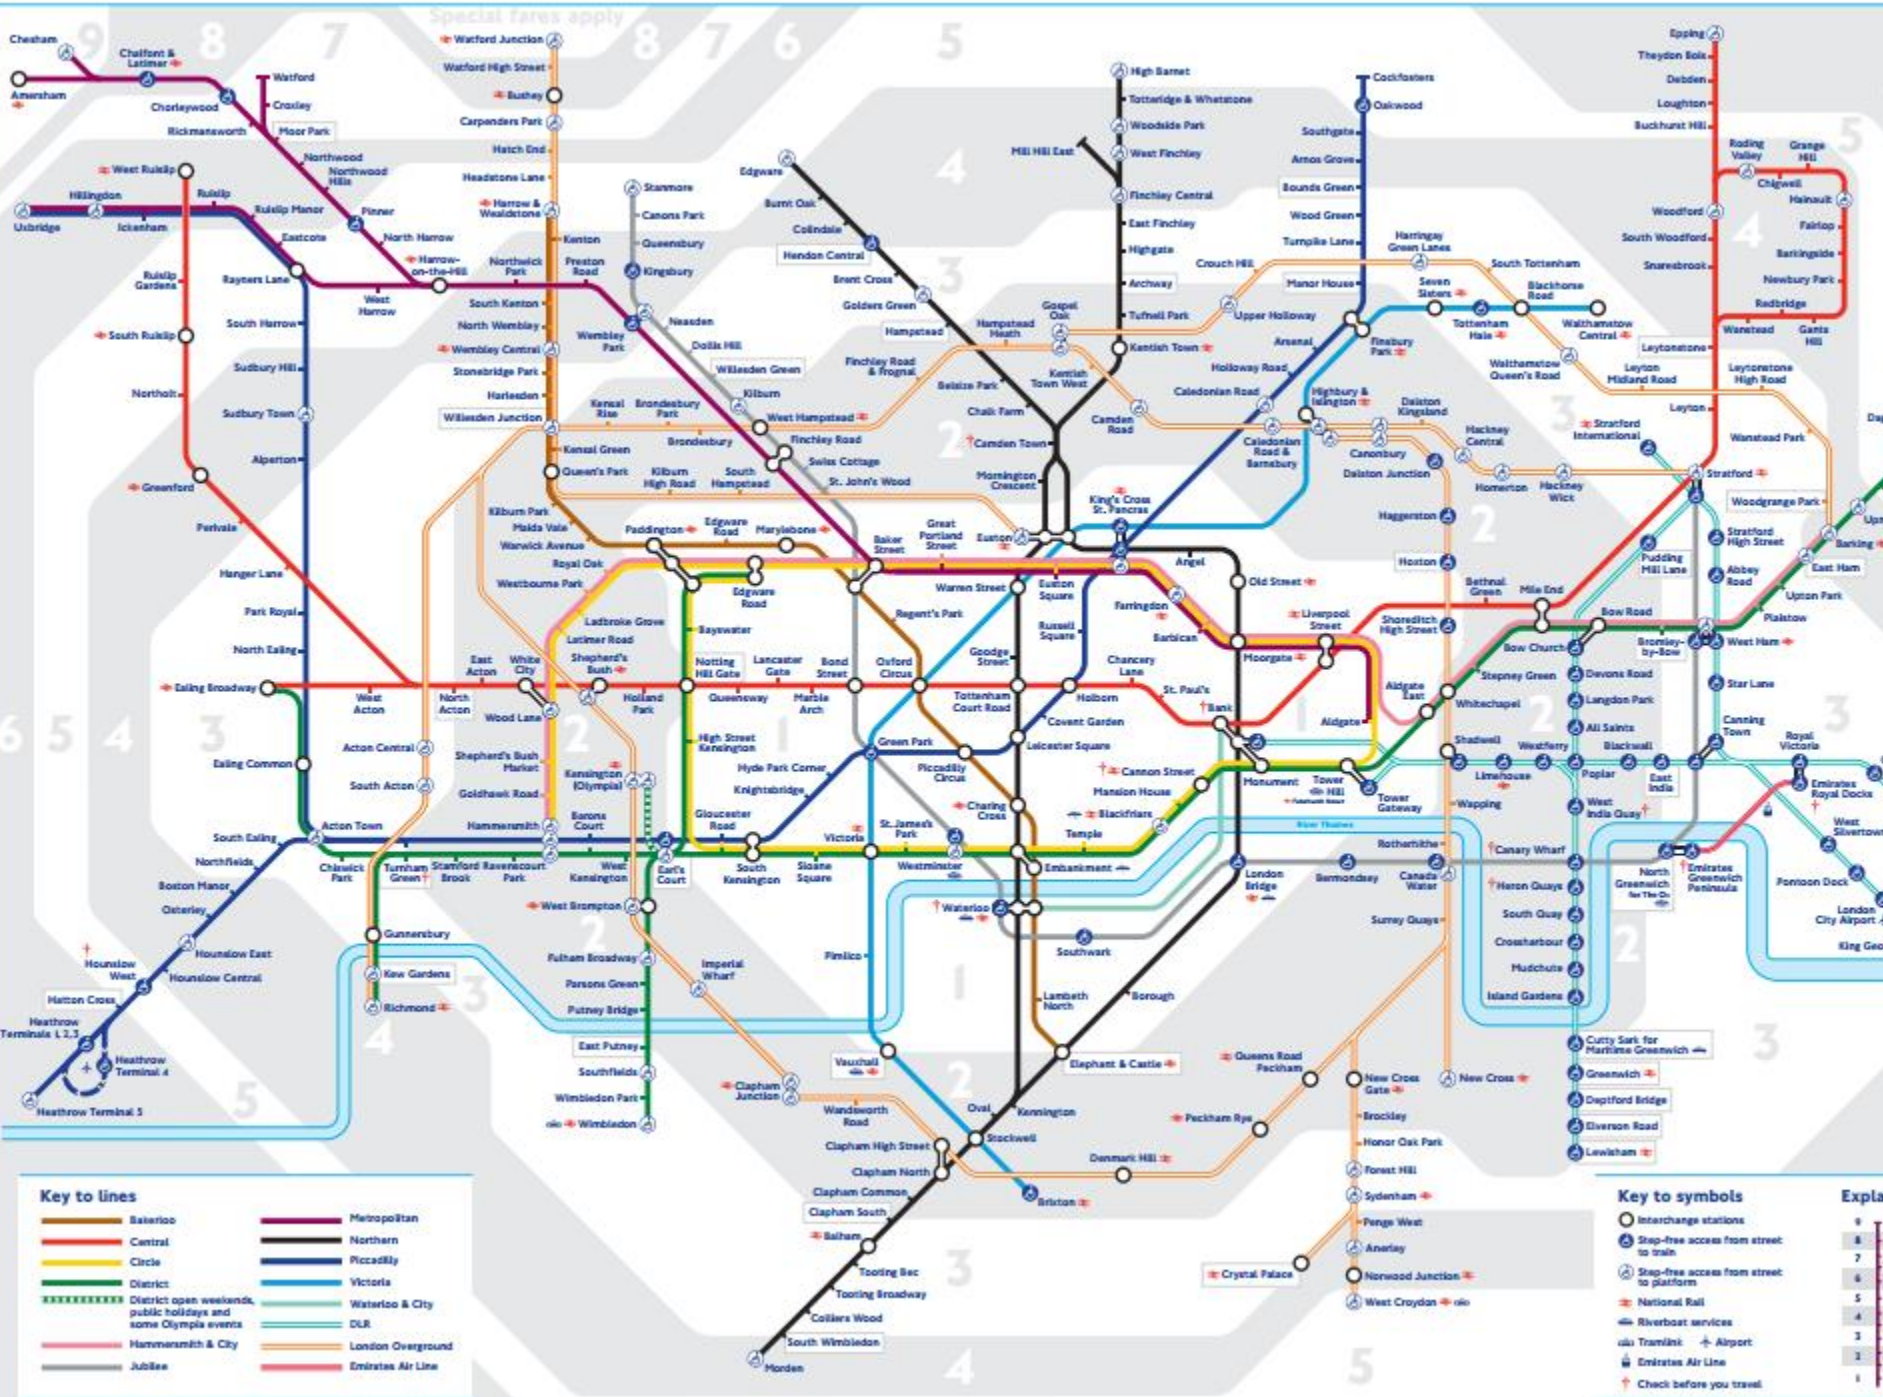 Special fares apply
9
8
7
8
7
6
5
Chesham
Chalfont &
Latimer
Amersham
Chorleywood
Rickmansworth
Watford
Croxley
Moor Park
Northwood
Northwood
Hills
Pinner
North Harrow
Harrow-
on-the-Hill
West Ruislip
Hillingdon
Uxbridge
Ickenham
Ruislip
Ruislip Manor
Eastcote
Rayners Lane
West
Harrow
Northwick
Park
Preston
Road
Wembley
Park
Ruislip
Gardens
South Ruislip
Northolt
Greenford
Perivale
Hanger Lane
South Harrow
Sudbury Hill
Sudbury Town
Alperton
Park Royal
North Ealing
Ealing Broadway
Ealing Common
West
Acton
North
Acton
East
Acton
White
City
Shepherd's
Bush
Holland
Park
Notting
Hill Gate
Queensway
Lancaster
Gate
Marble
Arch
Bond
Street
Oxford
Circus
Tottenham
Court Road
Holborn
Chancery
Lane
St. Paul's
Bank
Watford Junction
Watford High Street
Bushey
Carpenders Park
Hatch End
Headstone Lane
Harrow &
Wealdstone
Kenton
South Kenton
North Wembley
Wembley Central
Stonebridge Park
Harlesden
Willesden Junction
Kensal Green
Queen's Park
Kilburn Park
Maida Vale
Warwick Avenue
Royal Oak
Westbourne Park
Ladbroke Grove
Latimer Road
Wood Lane
Shepherd's Bush
Market
Goldhawk Road
Hammersmith
Kensal
Rise
Brondesbury
Park
Brondesbury
Kilburn
High Road
South
Hampstead
Stanmore
Canons Park
Queensbury
Kingsbury
Neasden
Dollis Hill
Willesden Green
Kilburn
West Hampstead
Finchley Road
Swiss Cottage
St. John's Wood
Finchley Road
& Frognal
Hampstead
Heath
Gospel
Oak
Kentish
Town West
Camden
Road
Caledonian
Road &
Barnsbury
Edgware
Burnt Oak
Colindale
Hendon Central
Brent Cross
Golders Green
Hampstead
Belsize Park
Chalk Farm
Camden Town
Mornington
Crescent
Euston
High Barnet
Totteridge & Whetstone
Woodside Park
West Finchley
Mill Hill East
Finchley Central
East Finchley
Highgate
Archway
Tufnell Park
Kentish Town
Cockfosters
Oakwood
Southgate
Arnos Grove
Bounds Green
Wood Green
Turnpike Lane
Manor House
Finsbury
Park
Arsenal
Holloway Road
Caledonian Road
King's Cross
St. Pancras
Crouch Hill
Upper Holloway
Harringay
Green Lanes
South Tottenham
Seven
Sisters
Tottenham
Hale
Blackhorse
Road
Walthamstow
Central
Walthamstow
Queen's Road
Leyton
Midland Road
Leytonstone
High Road
Wanstead Park
Woodgrange Park
Highbury &
Islington
Canonbury
Dalston
Kingsland
Dalston Junction
Hackney
Central
Homerton
Hackney
Wick
Stratford
International
Stratford
Haggerston
Hoxton
Shoreditch
High Street
Epping
Theydon Bois
Debden
Loughton
Buckhurst Hill
Woodford
South Woodford
Snaresbrook
Leytonstone
Leyton
Roding
Valley
Chigwell
Grange
Hill
Hainault
Fairlop
Barkingside
Newbury Park
Redbridge
Wanstead
Gants
Hill
Barking
East Ham
Upton Park
Plaistow
West Ham
Bromley-
by-Bow
Bow Road
Mile End
Bethnal
Green
Stepney Green
Whitechapel
Aldgate
East
Aldgate
Liverpool
Street
Moorgate
Barbican
Farringdon
Old Street
Angel
Euston
Square
Warren Street
Great
Portland
Street
Baker
Street
Marylebone
Edgware
Road
Paddington
Edgware
Road
Bayswater
Regent's Park
Goodge
Street
Russell
Square
Covent Garden
Leicester Square
Piccadilly
Circus
Green Park
Hyde Park Corner
Knightsbridge
High Street
Kensington
Gloucester
Road
South
Kensington
Sloane
Square
Victoria
St. James's
Park
Westminster
Charing
Cross
Embankment
Temple
Blackfriars
Mansion House
Cannon Street
Monument
Tower
Hill
Tower
Gateway
Shadwell
Wapping
Rotherhithe
Canada
Water
Surrey Quays
Limehouse
Westferry
Poplar
Blackwall
East
India
Canning
Town
Royal
Victoria
Emirates
Royal Docks
West
Silvertown
Pontoon Dock
London
City Airport
Pudding
Mill Lane
Stratford
High Street
Abbey
Road
Star Lane
Bow Church
Devons Road
Langdon Park
All Saints
West
India Quay
Canary Wharf
Heron Quays
South Quay
Crossharbour
Mudchute
Island Gardens
Cutty Sark for
Maritime Greenwich
Greenwich
Deptford Bridge
Elverson Road
Lewisham
North
Greenwich
for The O2
Emirates
Greenwich
Peninsula
River Thames
Acton Central
South Acton
Kensington
(Olympia)
Barons
Court
West
Kensington
Earl's
Court
Acton Town
South Ealing
Northfields
Boston Manor
Osterley
Hounslow East
Hounslow Central
Hounslow
West
Hatton Cross
Heathrow
Terminals 1, 2, 3
Heathrow
Terminal 4
Heathrow Terminal 5
Chiswick
Park
Turnham
Green
Stamford
Brook
Ravenscourt
Park
Gunnersbury
Kew Gardens
Richmond
West Brompton
Fulham Broadway
Parsons Green
Putney Bridge
East Putney
Southfields
Wimbledon Park
Wimbledon
Imperial
Wharf
Clapham
Junction
Wandsworth
Road
Pimlico
Vauxhall
Waterloo
Southwark
London
Bridge
Bermondsey
Lambeth
North
Borough
Elephant & Castle
Kennington
Oval
Stockwell
Brixton
Clapham High Street
Clapham North
Clapham Common
Clapham South
Balham
Tooting Bec
Tooting Broadway
Colliers Wood
South Wimbledon
Morden
Denmark Hill
Peckham Rye
Queens Road
Peckham
New Cross
Gate
New Cross
Brockley
Honor Oak Park
Forest Hill
Sydenham
Penge West
Anerley
Norwood Junction
West Croydon
Crystal Palace
Key to lines
Bakerloo
Central
Circle
District
District open weekends,
public holidays and
some Olympia events
Hammersmith & City
Jubilee
Metropolitan
Northern
Piccadilly
Victoria
Waterloo & City
DLR
London Overground
Emirates Air Line
Key to symbols
Interchange stations
Step-free access from street
to train
Step-free access from street
to platform
National Rail
Riverboat services
Tramlink
Airport
Emirates Air Line
Check before you travel